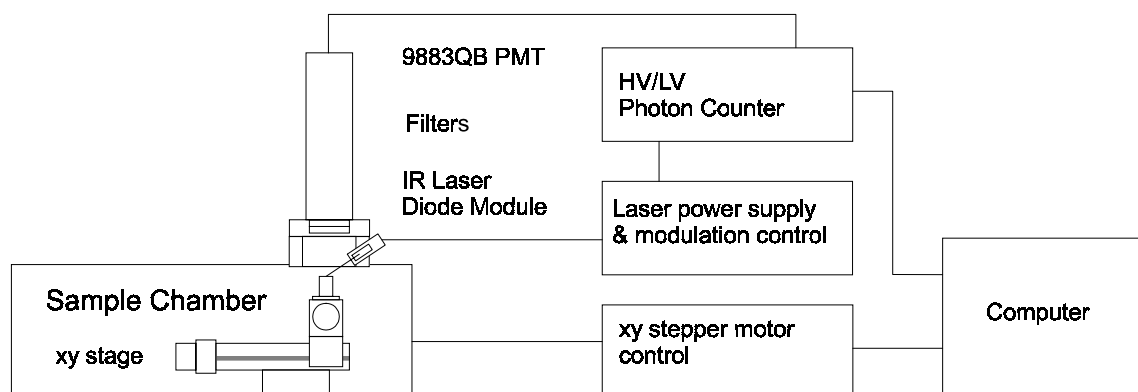 9883QB PMT
HV/LV
Photon Counter
Filters
IR Laser
Diode Module
Laser power supply
& modulation control
Sample Chamber
Computer
xy stepper motor
control
xy stage